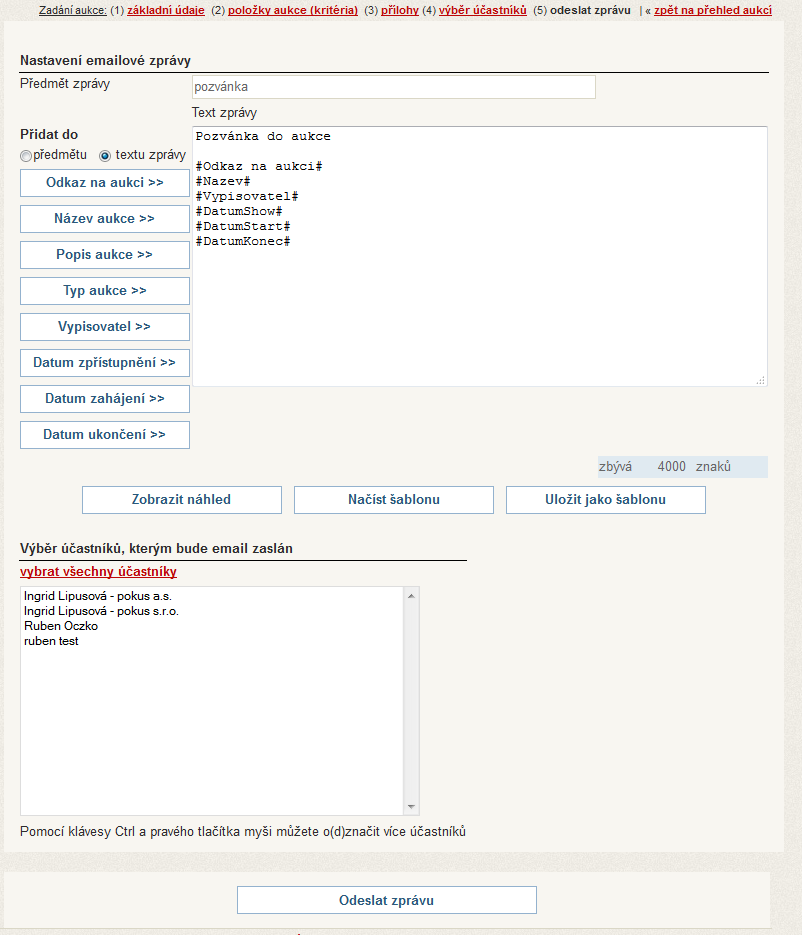 Zadání aukce: (1) základní údaje (2) položky aukce (kritéria) (3) přílohy (4) výběr účastníků (5) odeslat zprávu | « zpět na přehled aukcí
Nastavení emailové zprávy
Předmět zprávy
pozvánka
Text zprávy
Přidat do
předmětu textu zprávy
Odkaz na aukci >>
Název aukce >>
Popis aukce >>
Typ aukce >>
Vypisovatel >>
Datum zpřístupnění >>
Datum zahájení >>
Datum ukončení >>
Pozvánka do aukce
#Odkaz na aukci#
#Nazev#
#Vypisovatel#
#DatumShow#
#DatumStart#
#DatumKonec#
zbývá 4000 znaků
Zobrazit náhled
Načíst šablonu
Uložit jako šablonu
Výběr účastníků, kterým bude email zaslán
vybrat všechny účastníky
Ingrid Lipusová - pokus a.s.
Ingrid Lipusová - pokus s.r.o.
Ruben Oczko
ruben test
Pomocí klávesy Ctrl a pravého tlačítka myši můžete o(d)značit více účastníků
Odeslat zprávu